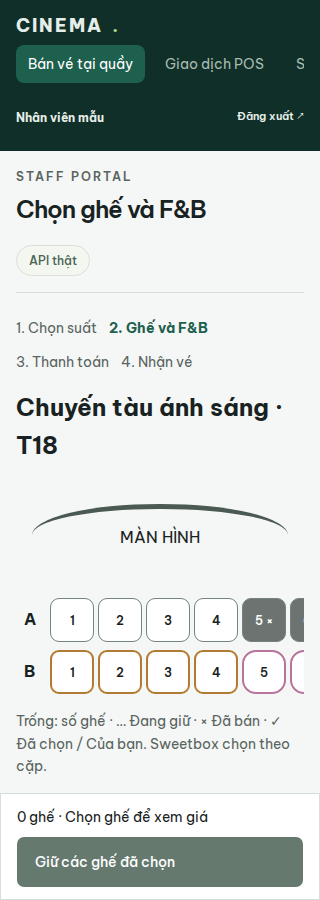 CINEMA .
Bán vé tại quầy Giao dịch POS S
Nhân viên mẫu Đăng xuất ↗
STAFF PORTAL
Chọn ghế và F&B
API thật
1. Chọn suất 2. Ghế và F&B
3. Thanh toán 4. Nhận vé
Chuyến tàu ánh sáng ·
T18
MÀN HÌNH
A 1 2 3 4 5 ×
B 1 2 3 4 5
Trống: số ghế · … Đang giữ · × Đã bán · ✓
Đã chọn / Của bạn. Sweetbox chọn theo
cặp.
0 ghế · Chọn ghế để xem giá
Giữ các ghế đã chọn